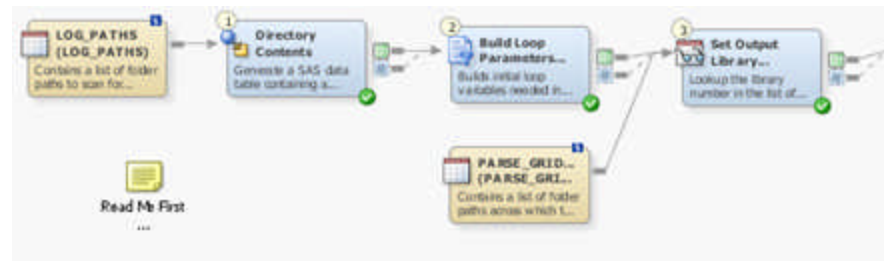 1
LOG_PATHS
(LOG_PATHS)
Contains a list of folder
paths to scan for...
Directory
Contents
Generate a SAS data
table containing a...
2
Build Loop
Parameters...
Builds initial loop
variables needed in...
3
Set Output
Library...
Lookup the library
number in the list of...
PARSE_GRID...
(PARSE_GRI...
Contains a list of folder
paths across which t...
Read Me First
...